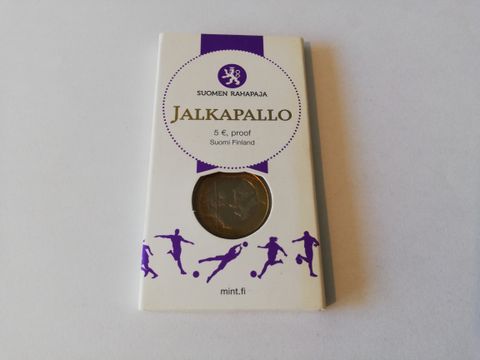 SUOMEN RAHAPAJA
JALKAPALLO
5 €, proof
Suomi Finland
mint.fi